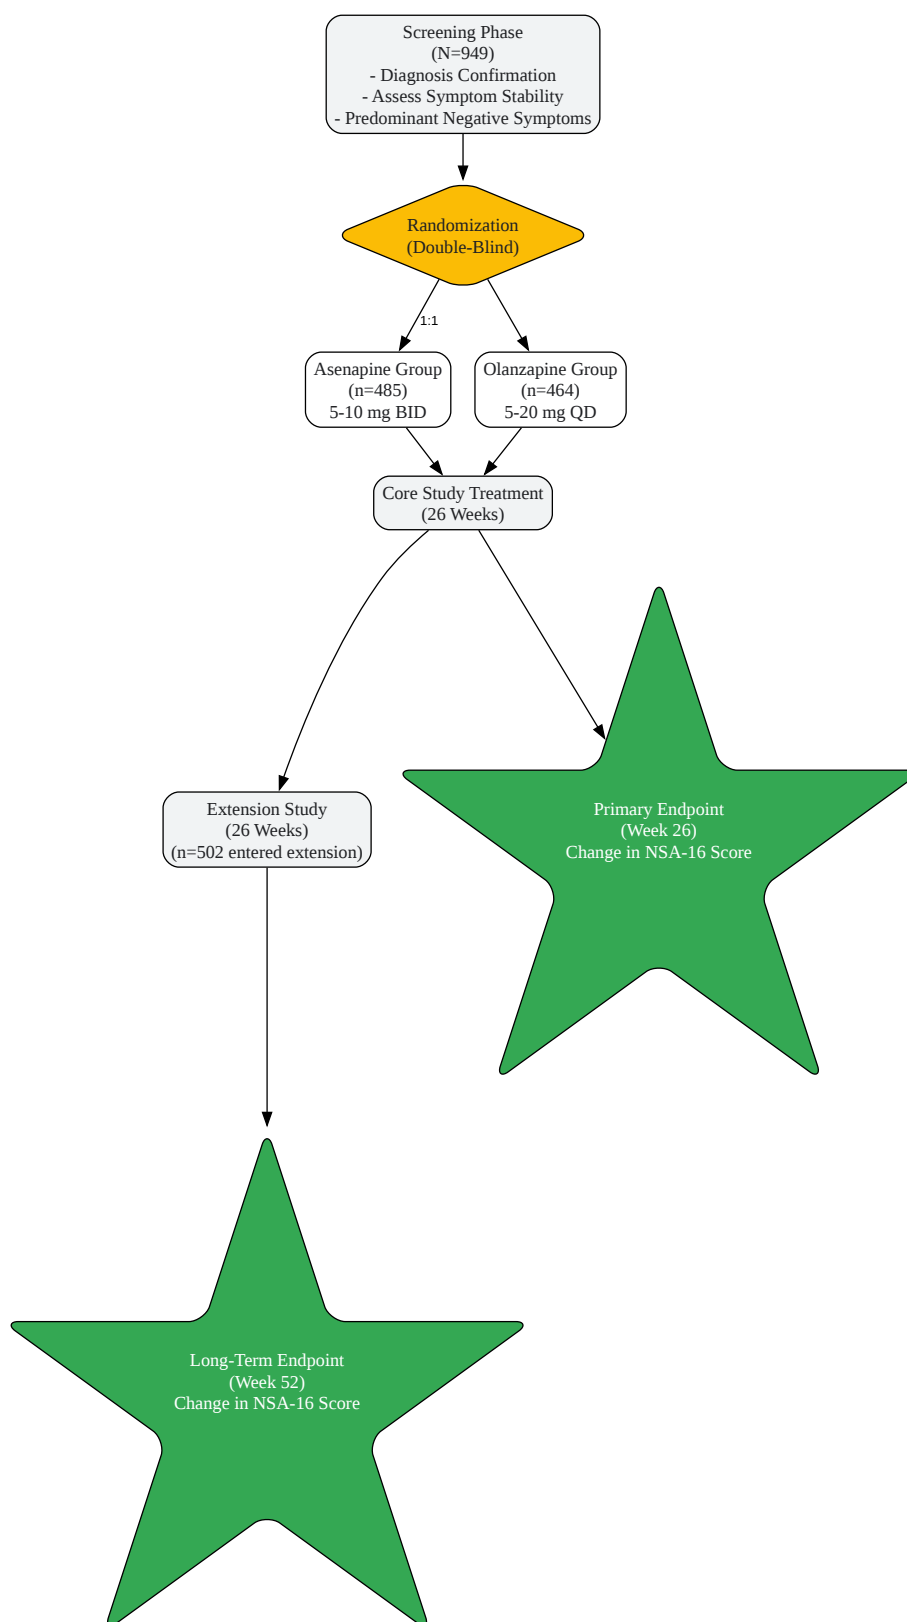 Screening Phase
(N=949)
- Diagnosis Confirmation
- Assess Symptom Stability
- Predominant Negative Symptoms
Randomization
(Double-Blind)
1:1
Asenapine Group
(n=485)
5-10 mg BID
Olanzapine Group
(n=464)
5-20 mg QD
Core Study Treatment
(26 Weeks)
Extension Study
(26 Weeks)
(n=502 entered extension)
Primary Endpoint
(Week 26)
Change in NSA-16 Score
Long-Term Endpoint
(Week 52)
Change in NSA-16 Score